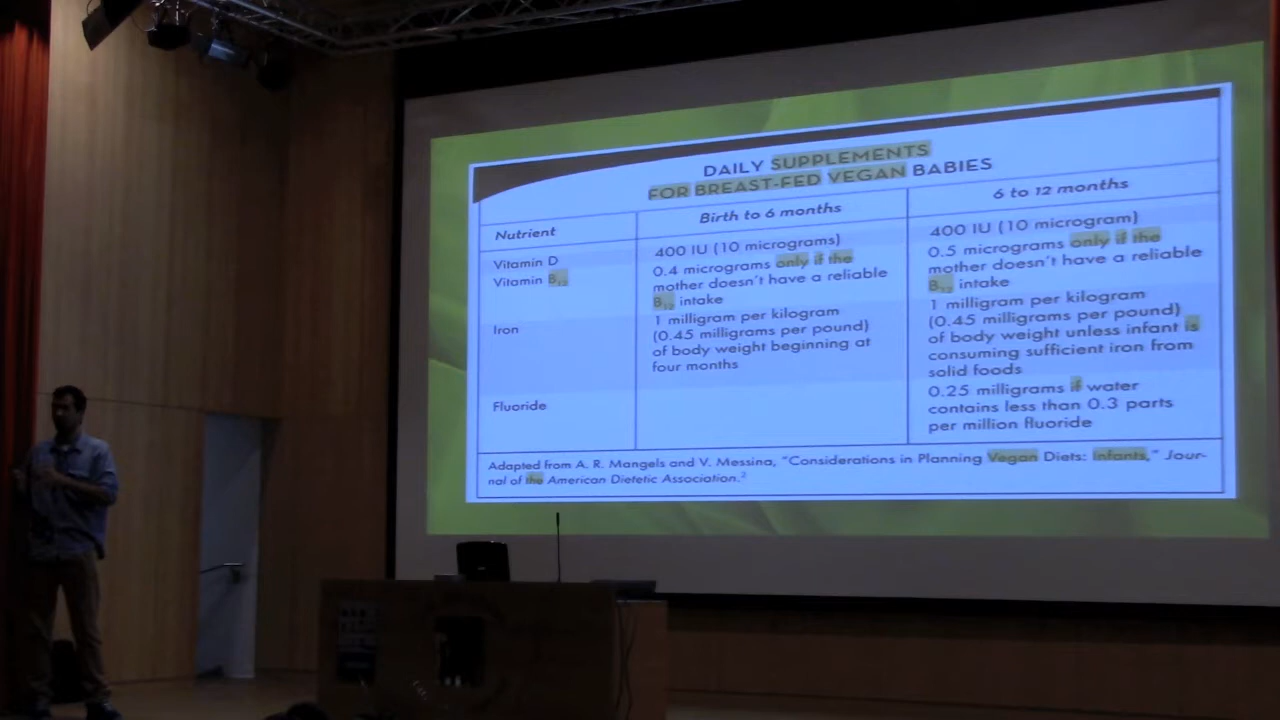 DAILY SUPPLEMENTS
FOR BREAST-FED VEGAN BABIES
Nutrient
Birth to 6 months
6 to 12 months
Vitamin D
400 IU (10 micrograms)
400 IU (10 microgram)
Vitamin B₁₂
0.4 micrograms only if the
mother doesn't have a reliable
B₁₂ intake
0.5 micrograms only if the
mother doesn't have a reliable
B₁₂ intake
Iron
1 milligram per kilogram
(0.45 milligrams per pound)
of body weight beginning at
four months
1 milligram per kilogram
(0.45 milligrams per pound)
of body weight unless infant is
consuming sufficient iron from
solid foods
Fluoride
0.25 milligrams if water
contains less than 0.3 parts
per million fluoride
Adapted from A. R. Mangels and V. Messina, "Considerations in Planning Vegan Diets: Infants," Jour-
nal of the American Dietetic Association.²